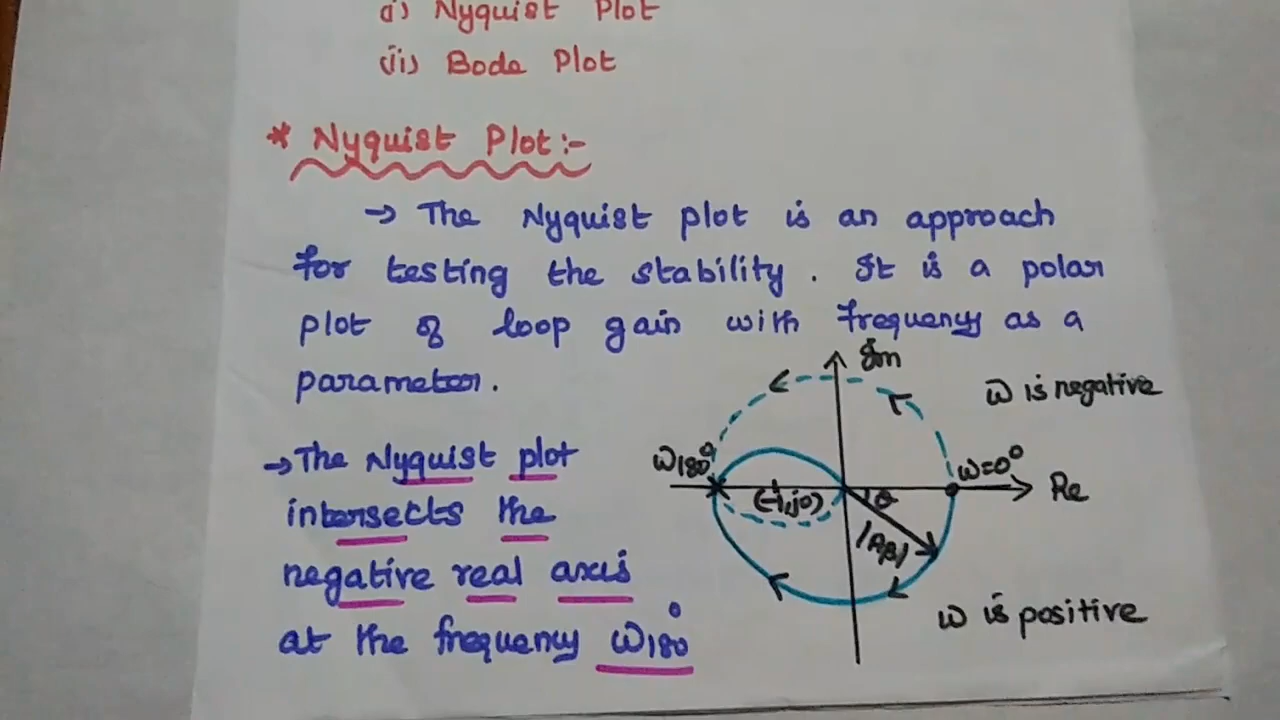 i) Nyquist Plot
ii) Bode Plot
* Nyquist Plot:-
→ The Nyquist plot is an approach
for testing the stability. It is a polar
plot of loop gain with frequency as a
parameter.
→ The Nyquist plot
intersects the
negative real axis
at the frequency ω180°
Im
ω is negative
ω180°
ω=0°
Re
(-1,j0)
θ
|Aβ|
ω is positive